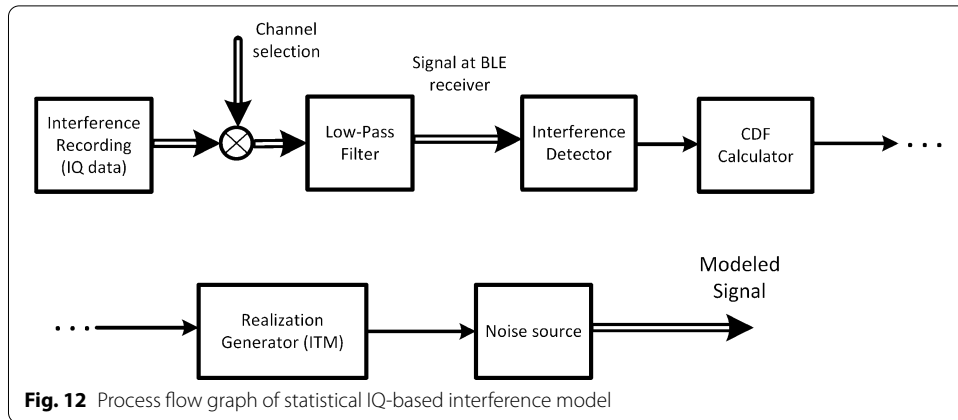 Channel
selection
Signal at BLE
receiver
Interference
Recording
(IQ data)
Low-Pass
Filter
Interference
Detector
CDF
Calculator
. . .
. . .
Realization
Generator (ITM)
Noise source
Modeled
Signal
Fig. 12 Process flow graph of statistical IQ-based interference model